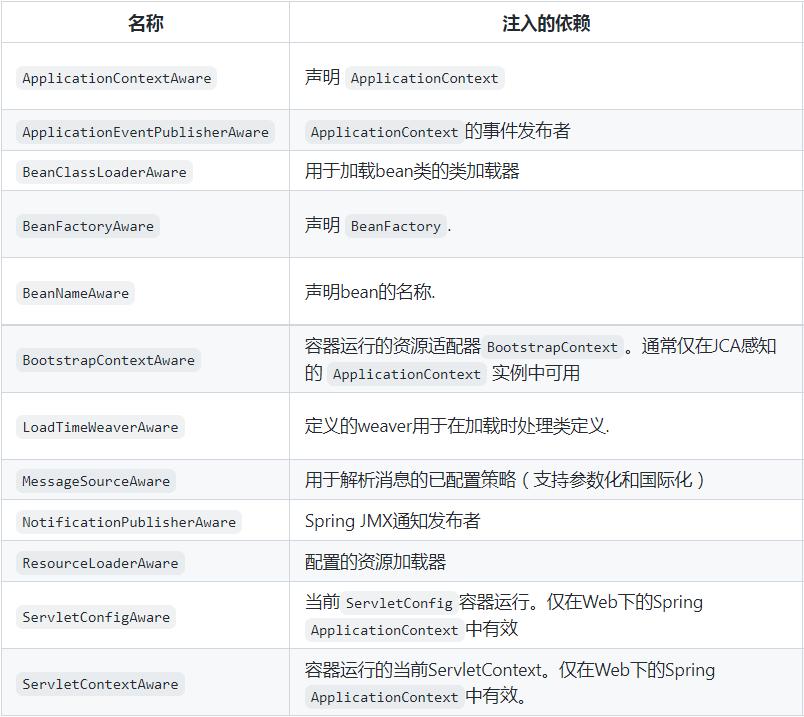 名称 注入的依赖
ApplicationContextAware 声明 ApplicationContext
ApplicationEventPublisherAware ApplicationContext 的事件发布者
BeanClassLoaderAware 用于加载bean类的类加载器
BeanFactoryAware 声明 BeanFactory .
BeanNameAware 声明bean的名称.
BootstrapContextAware 容器运行的资源适配器 BootstrapContext 。通常仅在JCA感知
的 ApplicationContext 实例中可用
LoadTimeWeaverAware 定义的weaver用于在加载时处理类定义.
MessageSourceAware 用于解析消息的已配置策略（支持参数化和国际化）
NotificationPublisherAware Spring JMX通知发布者
ResourceLoaderAware 配置的资源加载器
ServletConfigAware 当前 ServletConfig 容器运行。仅在Web下的Spring
ApplicationContext 中有效
ServletContextAware 容器运行的当前ServletContext。仅在Web下的Spring
ApplicationContext 中有效。